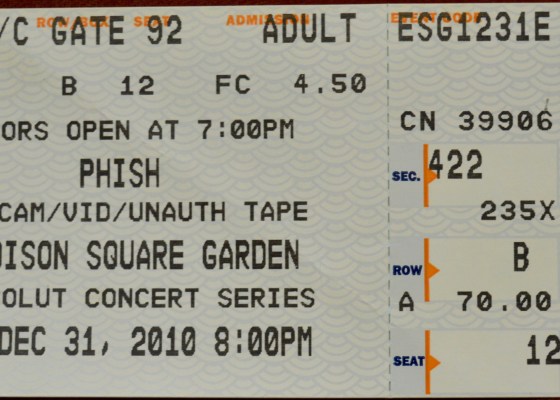 ROW/BOX SEAT ADMISSION EVENT CODE
/C GATE 92 ADULT ESG1231E
B 12 FC 4.50
CN 39906
ORS OPEN AT 7:00PM
PHISH
SEC. 422
CAM/VID/UNAUTH TAPE
235X
DISON SQUARE GARDEN
ROW B
OLUT CONCERT SERIES
A 70.00
DEC 31, 2010 8:00PM
SEAT 12